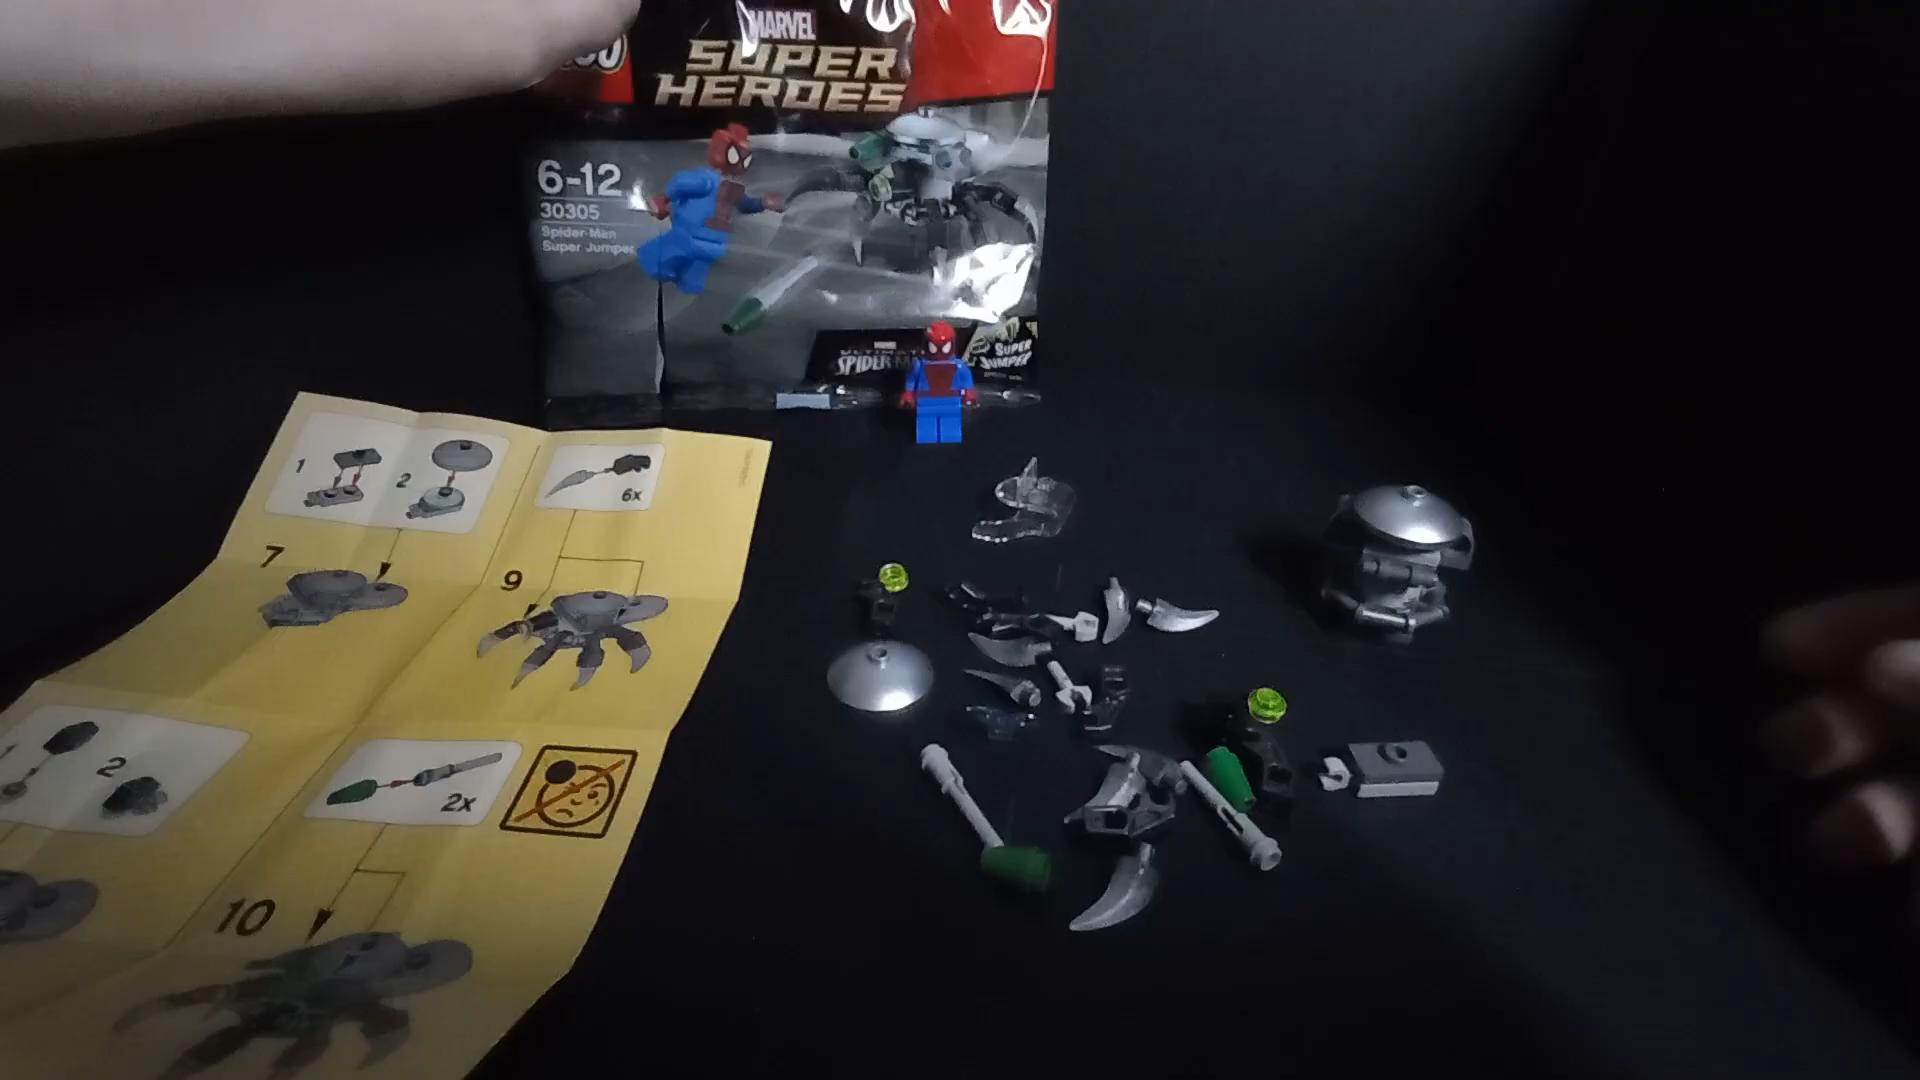 MARVEL
SUPER
HEROES
6-12
30305
Spider-Man
Super Jumper
SUPER
JUMPER
SPIDER-MA
1
2
6x
7
9
1
2
2x
10